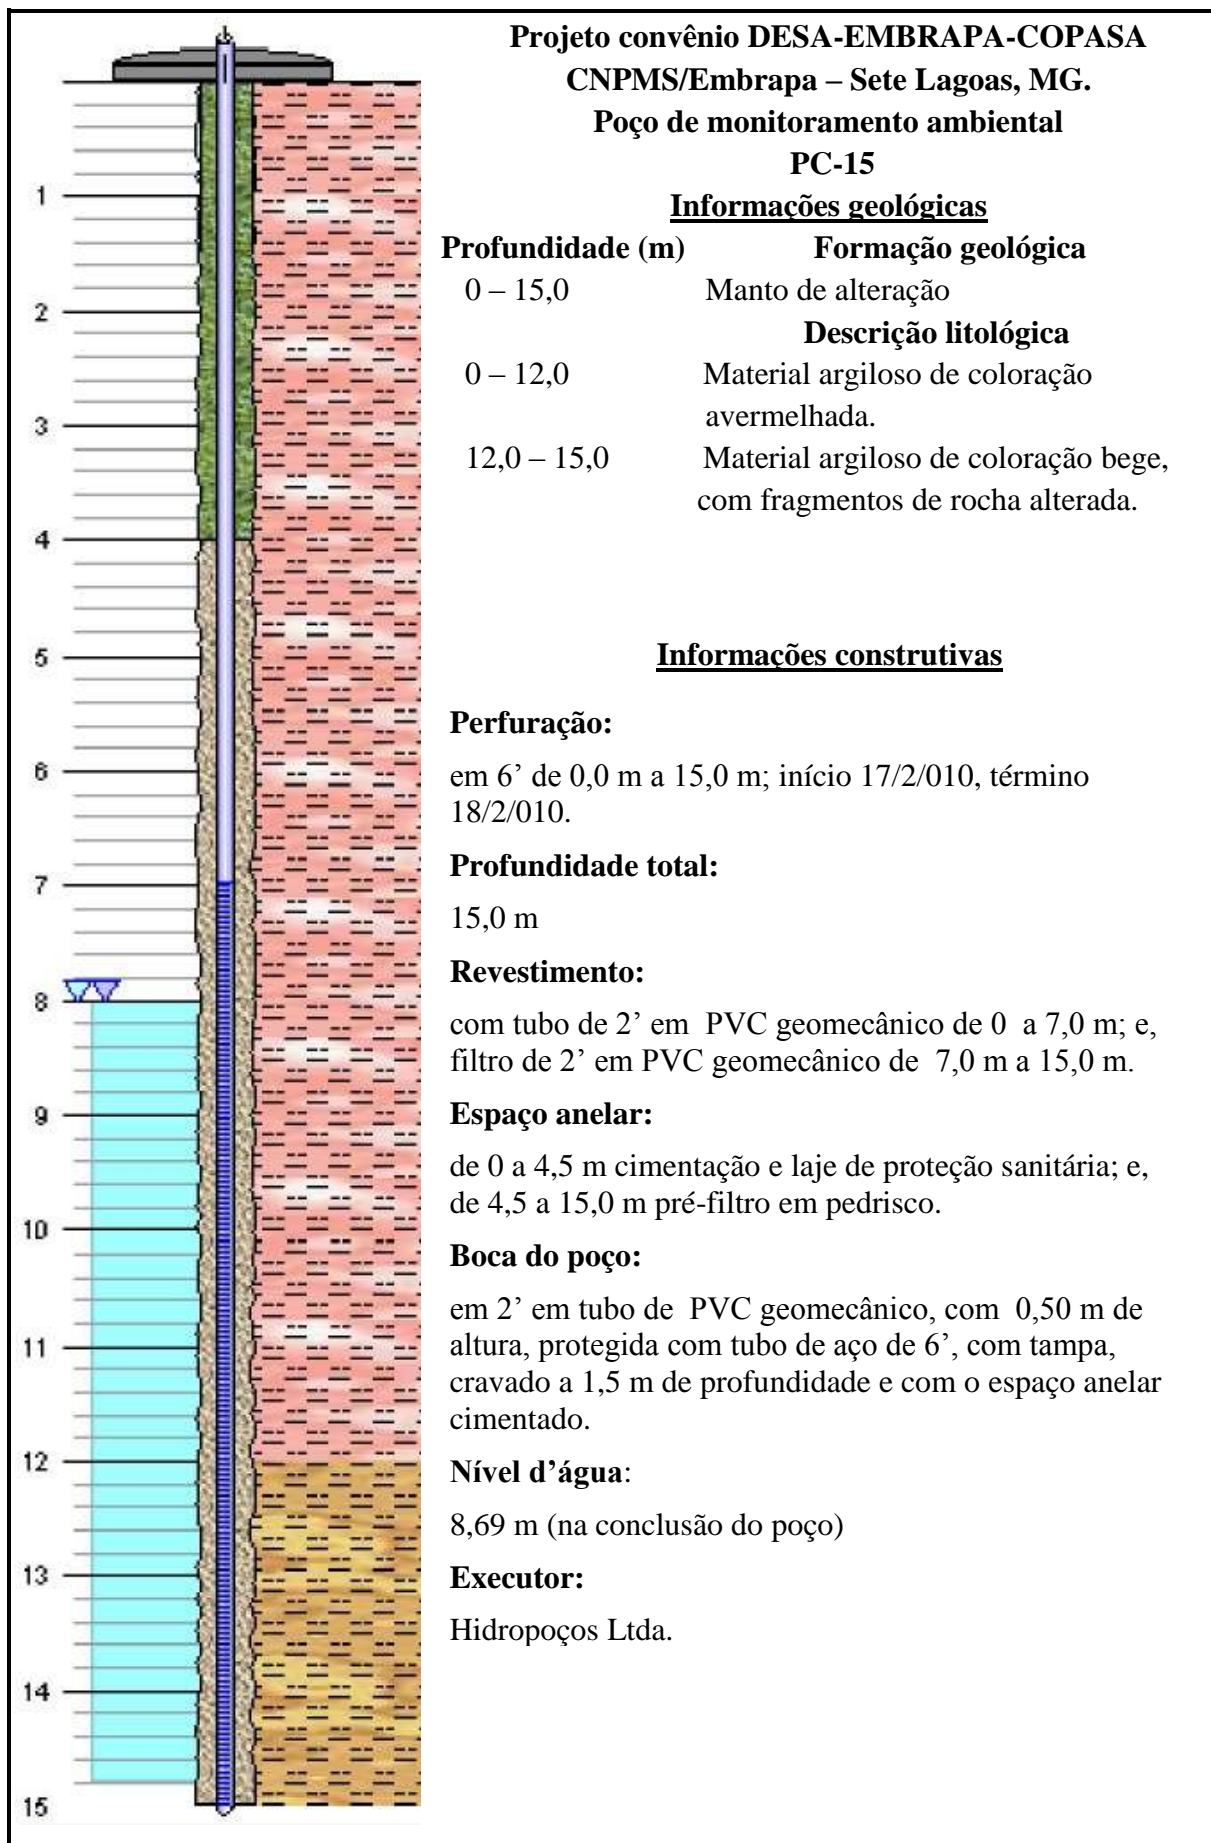 Projeto convênio DESA-EMBRAPA-COPASA
CNPMS/Embrapa – Sete Lagoas, MG.
Poço de monitoramento ambiental
PC-15
Informações geológicas
Profundidade (m) Formação geológica
0 – 15,0 Manto de alteração
Descrição litológica
0 – 12,0 Material argiloso de coloração
avermelhada.
12,0 – 15,0 Material argiloso de coloração bege,
com fragmentos de rocha alterada.
Informações construtivas
Perfuração:
em 6’ de 0,0 m a 15,0 m; início 17/2/010, término
18/2/010.
Profundidade total:
15,0 m
Revestimento:
com tubo de 2’ em PVC geomecânico de 0 a 7,0 m; e,
filtro de 2’ em PVC geomecânico de 7,0 m a 15,0 m.
Espaço anelar:
de 0 a 4,5 m cimentação e laje de proteção sanitária; e,
de 4,5 a 15,0 m pré-filtro em pedrisco.
Boca do poço:
em 2’ em tubo de PVC geomecânico, com 0,50 m de
altura, protegida com tubo de aço de 6’, com tampa,
cravado a 1,5 m de profundidade e com o espaço anelar
cimentado.
Nível d’água:
8,69 m (na conclusão do poço)
Executor:
Hidropoços Ltda.
1
2
3
4
5
6
7
8
9
10
11
12
13
14
15